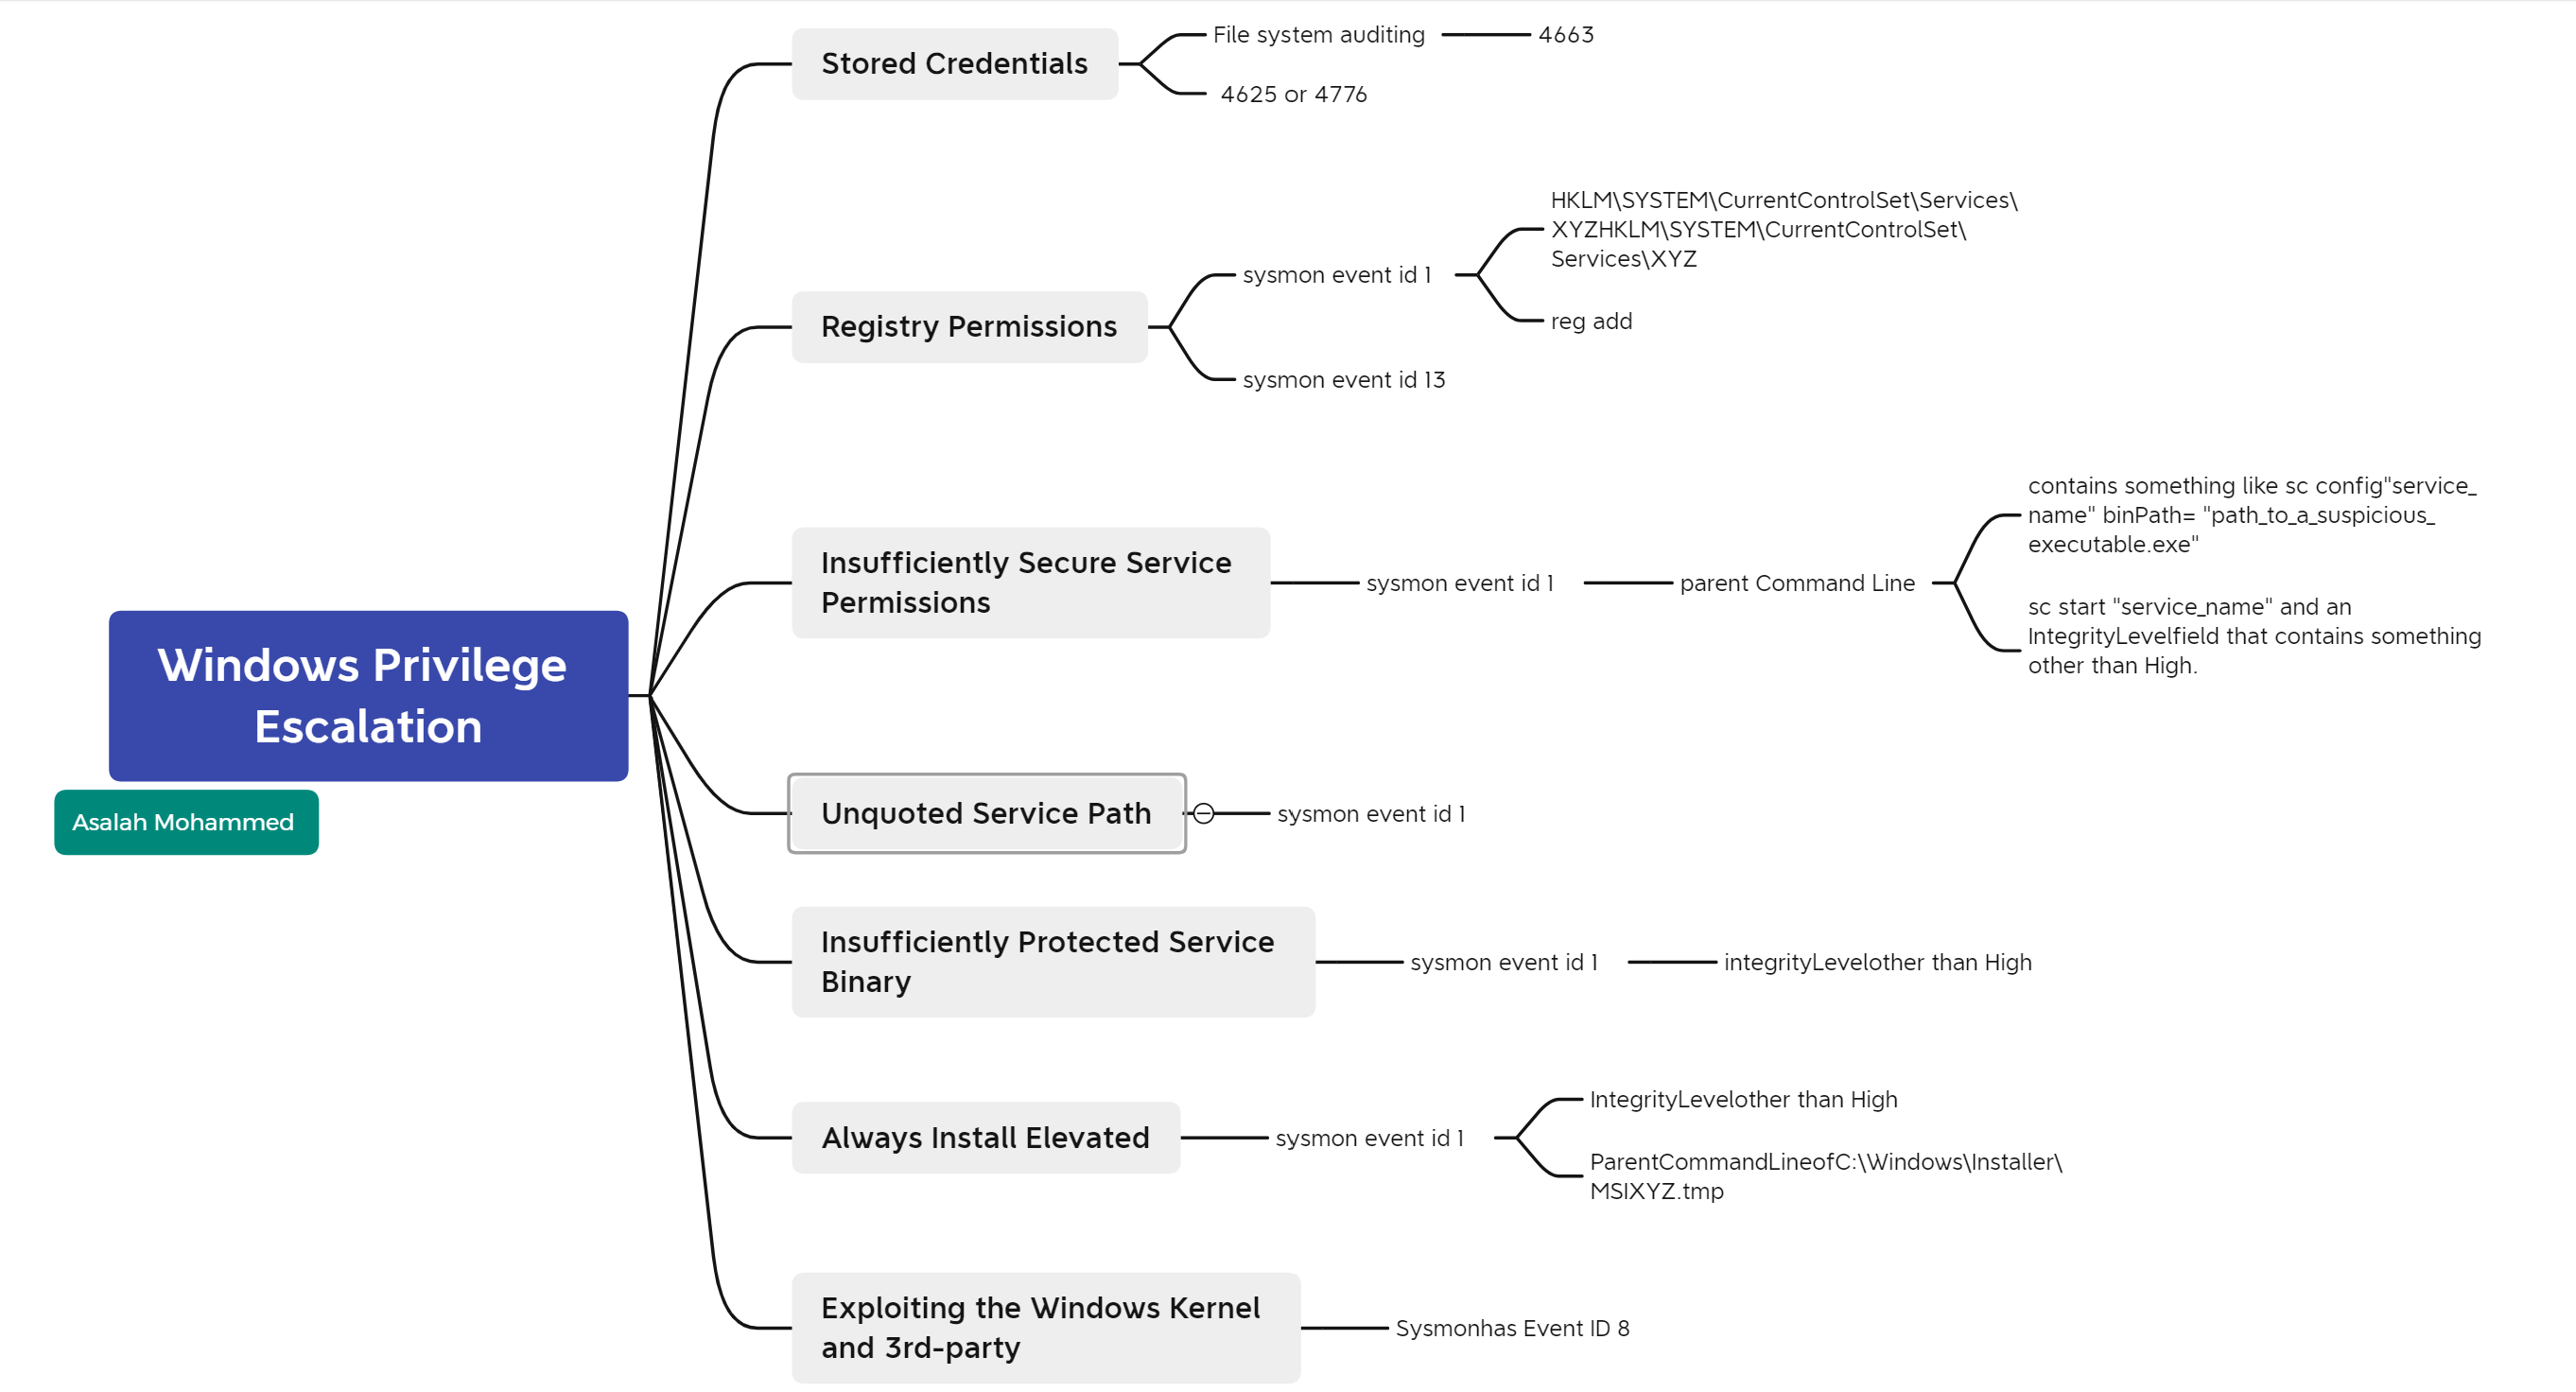 Windows Privilege
Escalation
Asalah Mohammed
Stored Credentials
File system auditing
4663
4625 or 4776
Registry Permissions
sysmon event id 1
HKLM\SYSTEM\CurrentControlSet\Services\
XYZHKLM\SYSTEM\CurrentControlSet\
Services\XYZ
reg add
sysmon event id 13
Insufficiently Secure Service
Permissions
sysmon event id 1
parent Command Line
contains something like sc config"service_
name" binPath= "path_to_a_suspicious_
executable.exe"
sc start "service_name" and an
IntegrityLevelfield that contains something
other than High.
Unquoted Service Path
sysmon event id 1
Insufficiently Protected Service
Binary
sysmon event id 1
integrityLevelother than High
Always Install Elevated
sysmon event id 1
IntegrityLevelother than High
ParentCommandLineofC:\Windows\Installer\
MSIXYZ.tmp
Exploiting the Windows Kernel
and 3rd-party
Sysmonhas Event ID 8